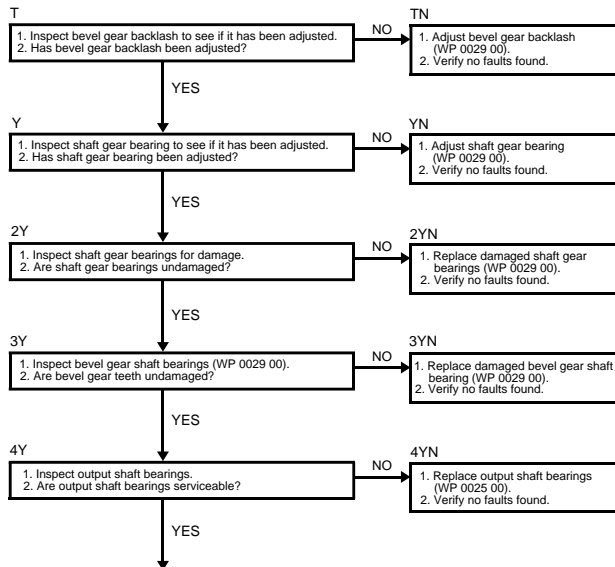 T
1. Inspect bevel gear backlash to see if it has been adjusted.
2. Has bevel gear backlash been adjusted?
NO
TN
1. Adjust bevel gear backlash
(WP 0029 00).
2. Verify no faults found.
YES
Y
1. Inspect shaft gear bearing to see if it has been adjusted.
2. Has shaft gear bearing been adjusted?
NO
YN
1. Adjust shaft gear bearing
(WP 0029 00).
2. Verify no faults found.
YES
2Y
1. Inspect shaft gear bearings for damage.
2. Are shaft gear bearings undamaged?
NO
2YN
1. Replace damaged shaft gear
bearings (WP 0029 00).
2. Verify no faults found.
YES
3Y
1. Inspect bevel gear shaft bearings (WP 0029 00).
2. Are bevel gear teeth undamaged?
NO
3YN
1. Replace damaged bevel gear shaft
bearing (WP 0029 00).
2. Verify no faults found.
YES
4Y
1. Inspect output shaft bearings.
2. Are output shaft bearings serviceable?
NO
4YN
1. Replace output shaft bearings
(WP 0025 00).
2. Verify no faults found.
YES